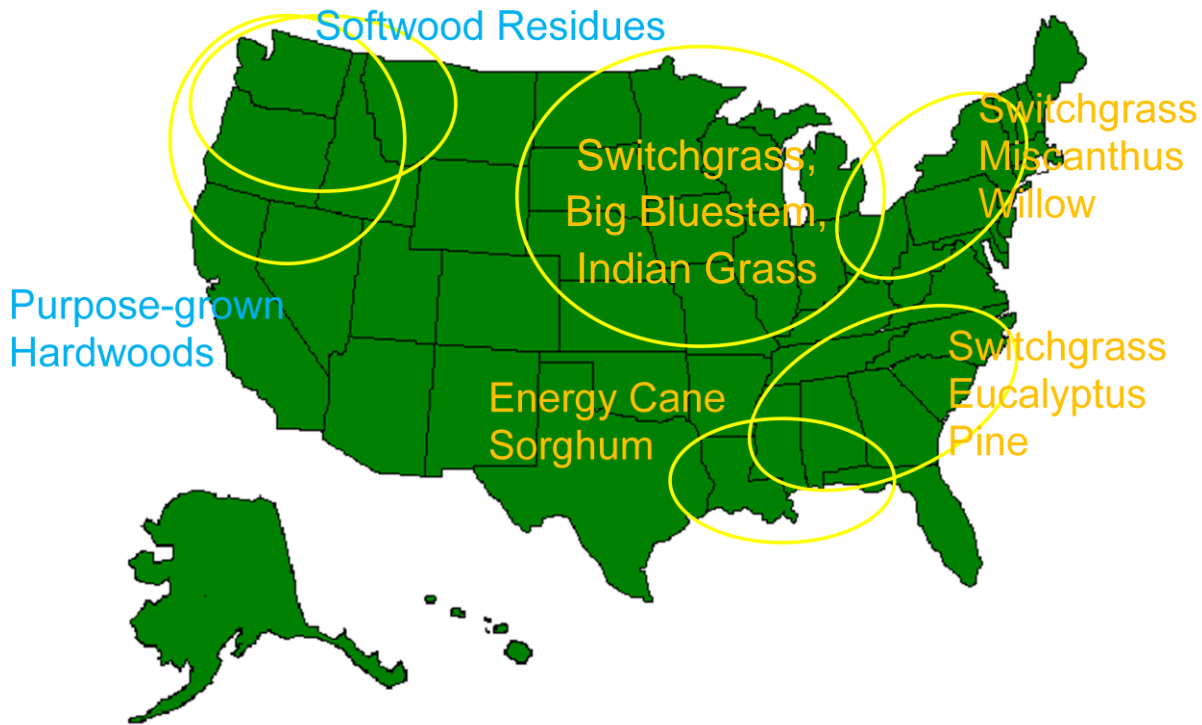 Softwood Residues
Switchgrass,
Big Bluestem,
Indian Grass
Switchgrass
Miscanthus
Willow
Purpose-grown
Hardwoods
Energy Cane
Sorghum
Switchgrass
Eucalyptus
Pine